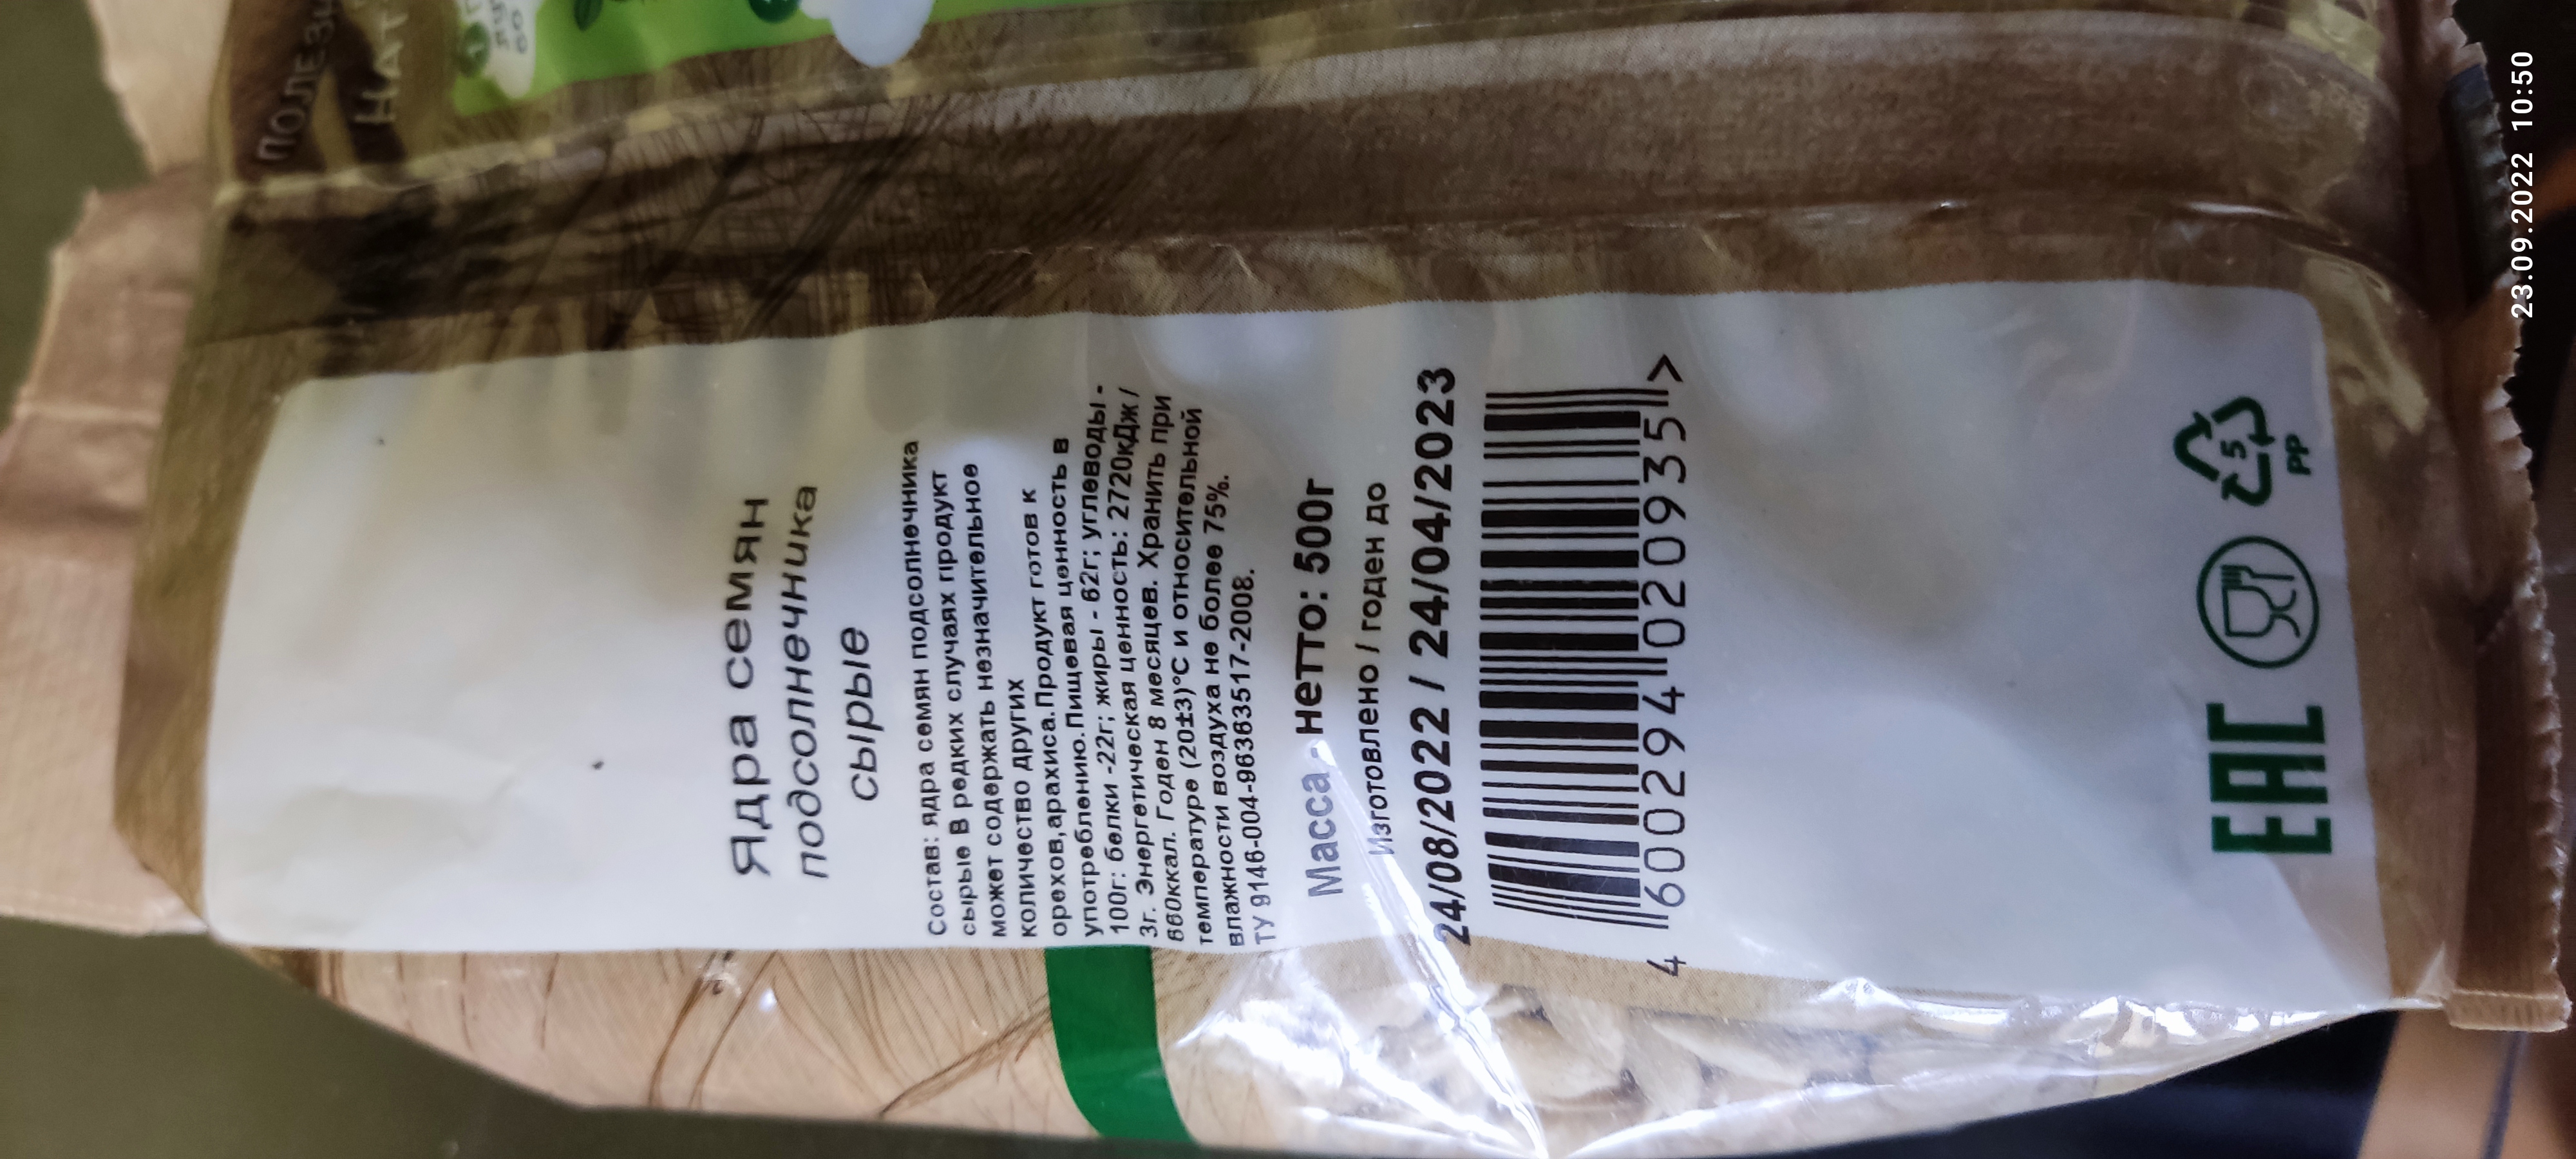 Ядра семян
подсолнечника
сырые
Состав: ядра семян подсолнечника
сырые В редких случаях продукт
может содержать незначительное
количество других
орехов,арахиса.Продукт готов к
употреблению.Пищевая ценность в
100г: белки -22г; жиры - 62г; углеводы -
3г. Энергетическая ценность: 2720кДж /
660ккал. Годен 8 месяцев. Хранить при
температуре (20±3)°С и относительной
влажности воздуха не более 75%.
ТУ 9146-004-96363517-2008.
Масса - нетто: 500г
Изготовлено / годен до
24/08/2022 / 24/04/2023
4 600294 020935 >
EAC
5
PP
23.09.2022 10:50